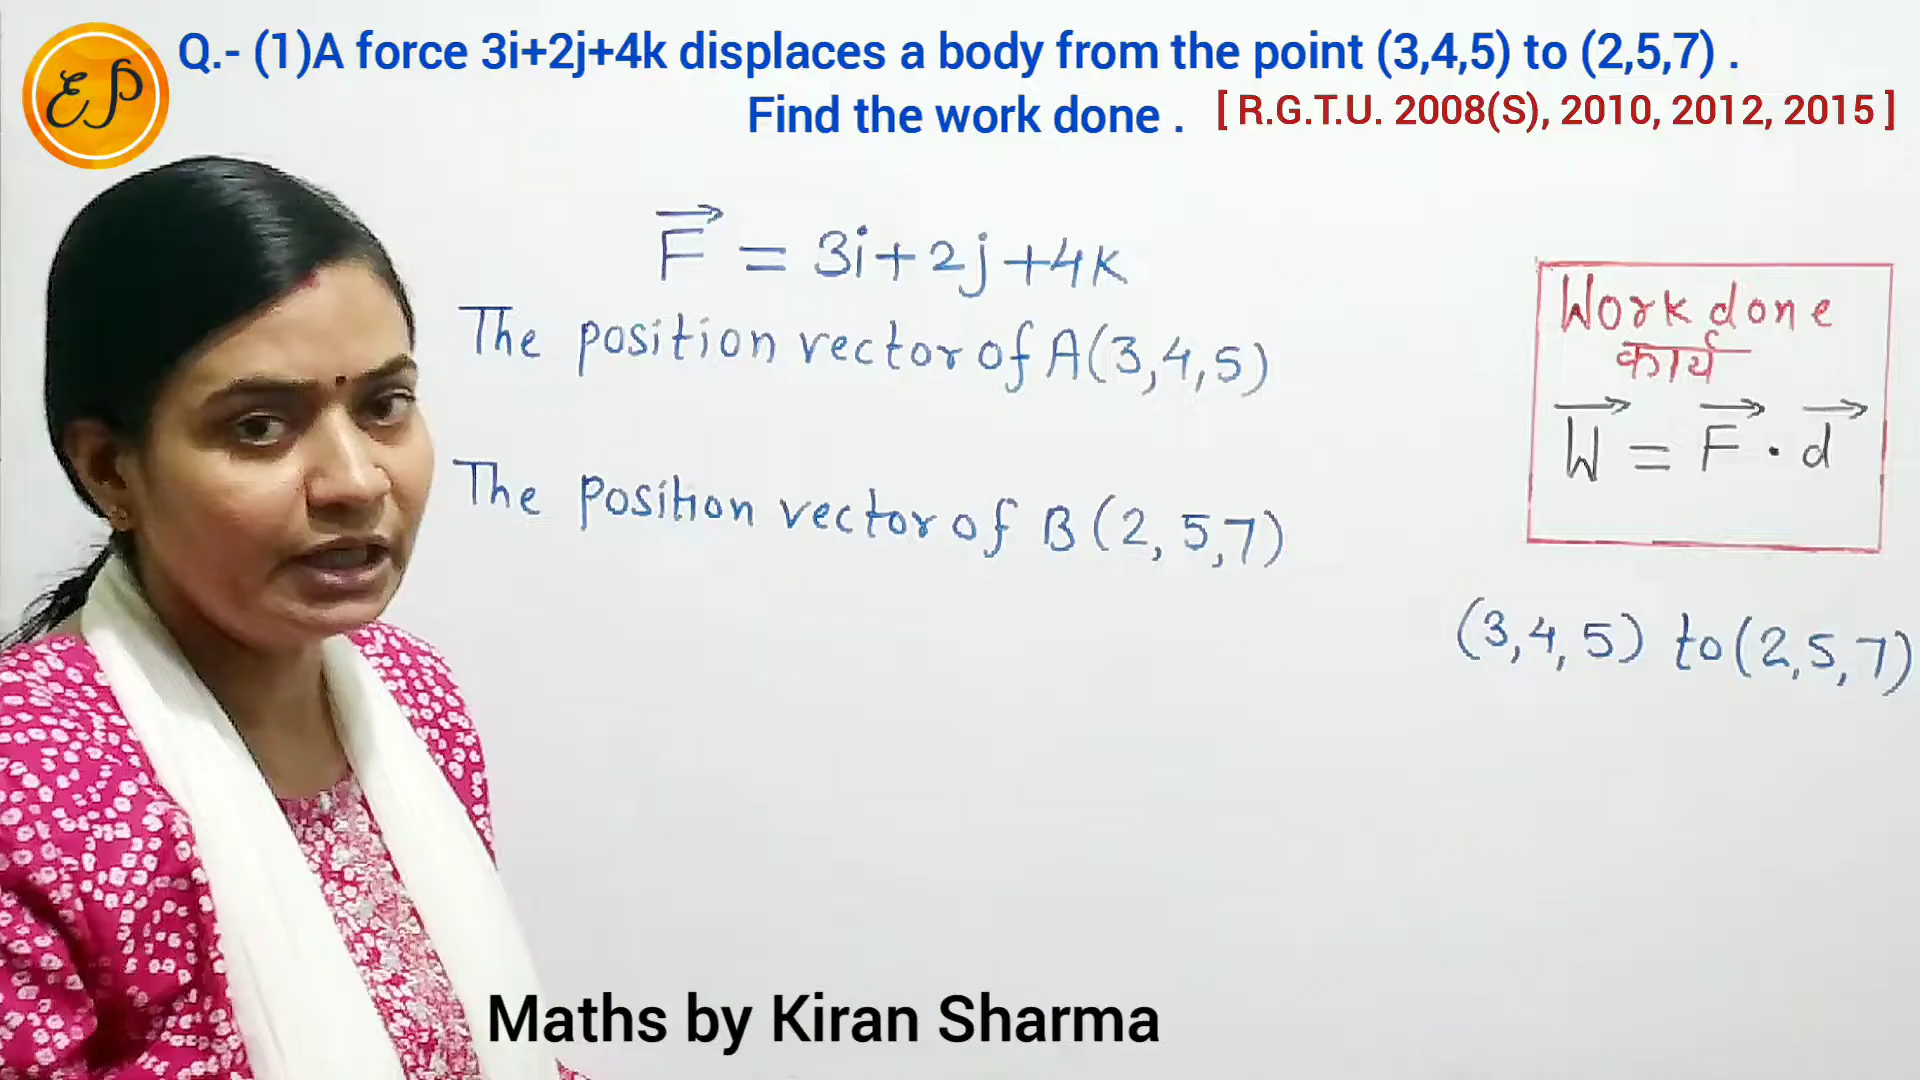 EP
Q.- (1)A force 3i+2j+4k displaces a body from the point (3,4,5) to (2,5,7) .
Find the work done . [ R.G.T.U. 2008(S), 2010, 2012, 2015 ]
F⃗ = 3i+2j+4k
The position vector of A(3,4,5)
The position vector of B(2,5,7)
Work done
कार्य
W⃗ = F⃗ · d⃗
(3,4,5) to (2,5,7)
Maths by Kiran Sharma